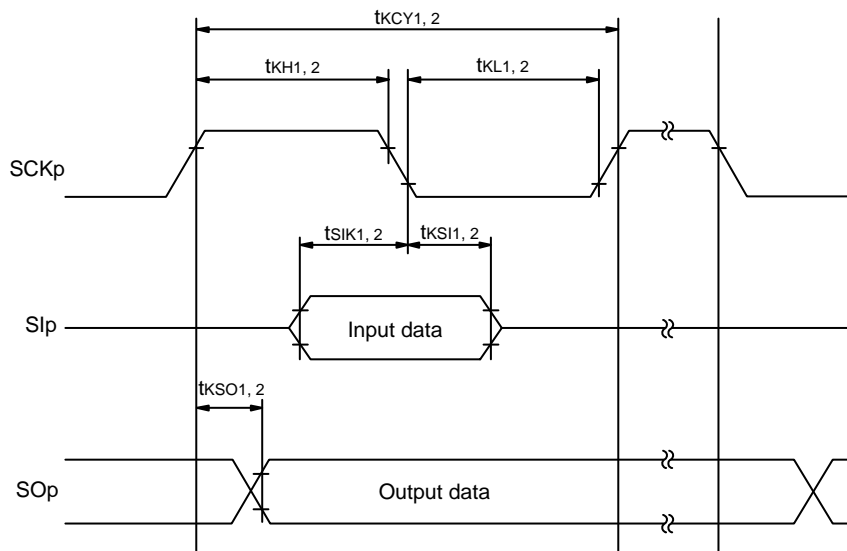 tKCY1, 2
tKH1, 2
tKL1, 2
SCKp
tSIK1, 2
tKSI1, 2
SIp
Input data
tKSO1, 2
SOp
Output data